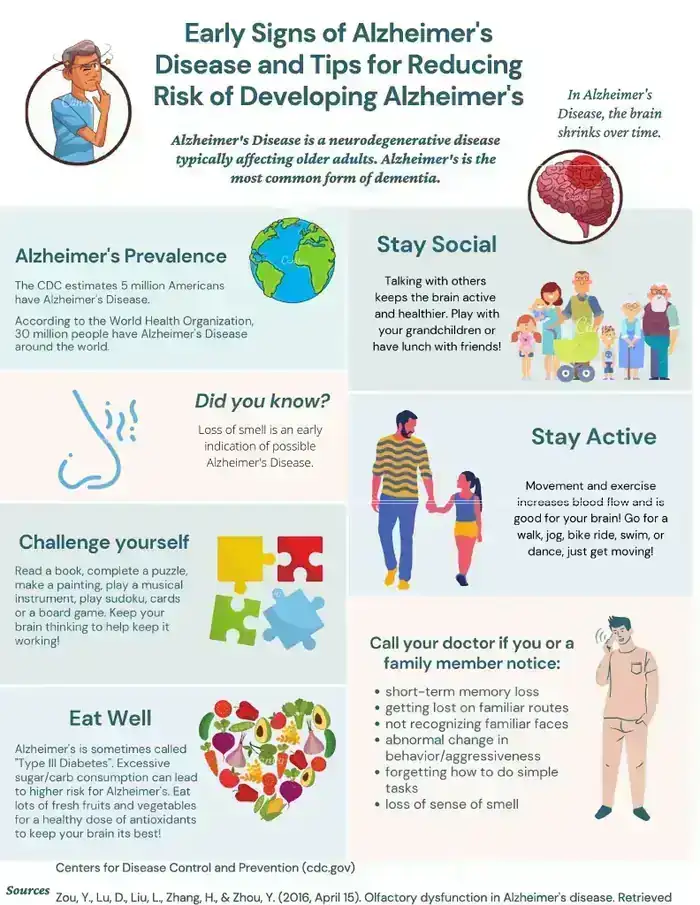 Early Signs of Alzheimer's
Disease and Tips for Reducing
Risk of Developing Alzheimer's
Alzheimer's Disease is a neurodegenerative disease
typically affecting older adults. Alzheimer's is the
most common form of dementia.
In Alzheimer's
Disease, the brain
shrinks over time.
Alzheimer's Prevalence
The CDC estimates 5 million Americans
have Alzheimer's Disease.
According to the World Health Organization,
30 million people have Alzheimer's Disease
around the world.
Stay Social
Talking with others
keeps the brain active
and healthier. Play with
your grandchildren or
have lunch with friends!
Did you know?
Loss of smell is an early
indication of possible
Alzheimer's Disease.
Stay Active
Movement and exercise
increases blood flow and is
good for your brain! Go for a
walk, jog, bike ride, swim, or
dance, just get moving!
Challenge yourself
Read a book, complete a puzzle,
make a painting, play a musical
instrument, play sudoku, cards
or a board game. Keep your
brain thinking to help keep it
working!
Call your doctor if you or a
family member notice:
• short-term memory loss
• getting lost on familiar routes
• not recognizing familiar faces
• abnormal change in
behavior/aggressiveness
• forgetting how to do simple
tasks
• loss of sense of smell
Eat Well
Alzheimer's is sometimes called
"Type III Diabetes". Excessive
sugar/carb consumption can lead
to higher risk for Alzheimer's. Eat
lots of fresh fruits and vegetables
for a healthy dose of antioxidants
to keep your brain its best!
Centers for Disease Control and Prevention (cdc.gov)
Sources
Zou, Y., Lu, D., Liu, L., Zhang, H., & Zhou, Y. (2016, April 15). Olfactory dysfunction in Alzheimer's disease. Retrieved